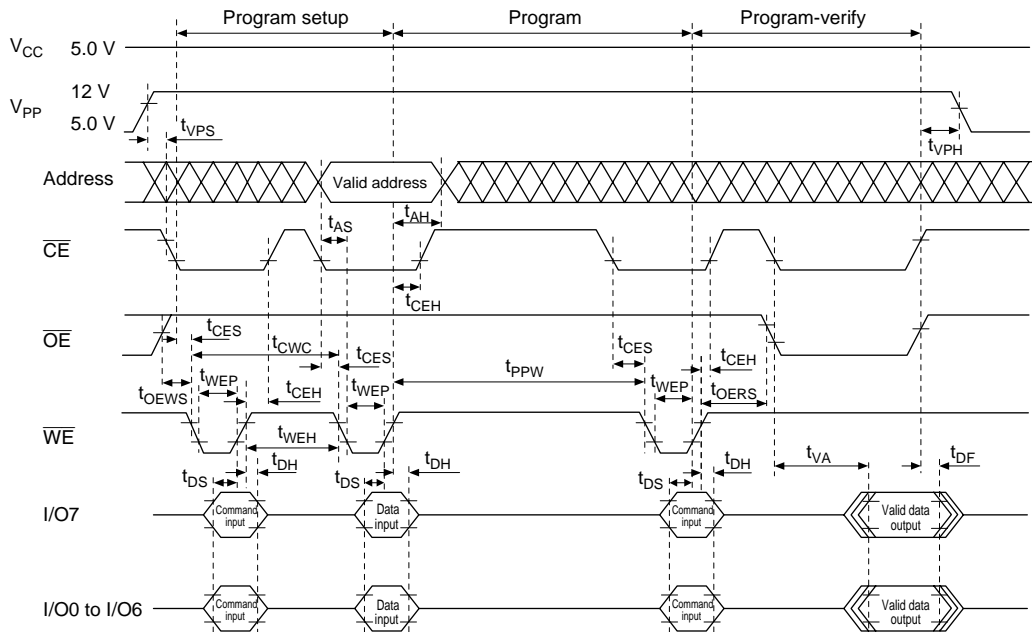 Program setup Program Program-verify
VCC 5.0 V
12 V
VPP
5.0 V
tVPS
tVPH
Address Valid address
tAS tAH
CE
tCEH
OE
tCES tCWC tCES tCES tCEH
tPPW
tOEWS tWEP tCEH tWEP tWEP tOERS
WE
tWEH
tDS tDH tDS tDH tDS tDH tVA tDF
I/O7 Command input Data input Command input Valid data output
I/O0 to I/O6 Command input Data input Command input Valid data output